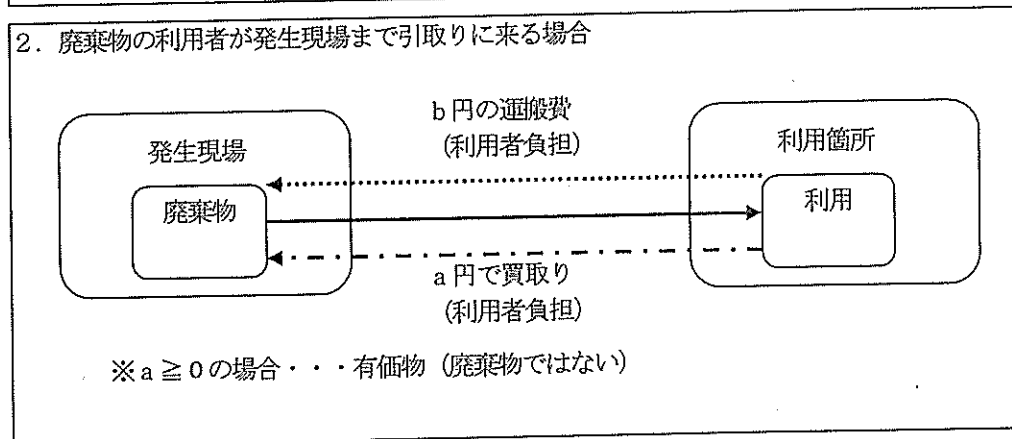 2．廃棄物の利用者が発生現場まで引取りに来る場合
b円の運搬費
(利用者負担)
発生現場
利用箇所
廃棄物
利用
a円で買取り
(利用者負担)
※a≧0の場合・・・有価物（廃棄物ではない）